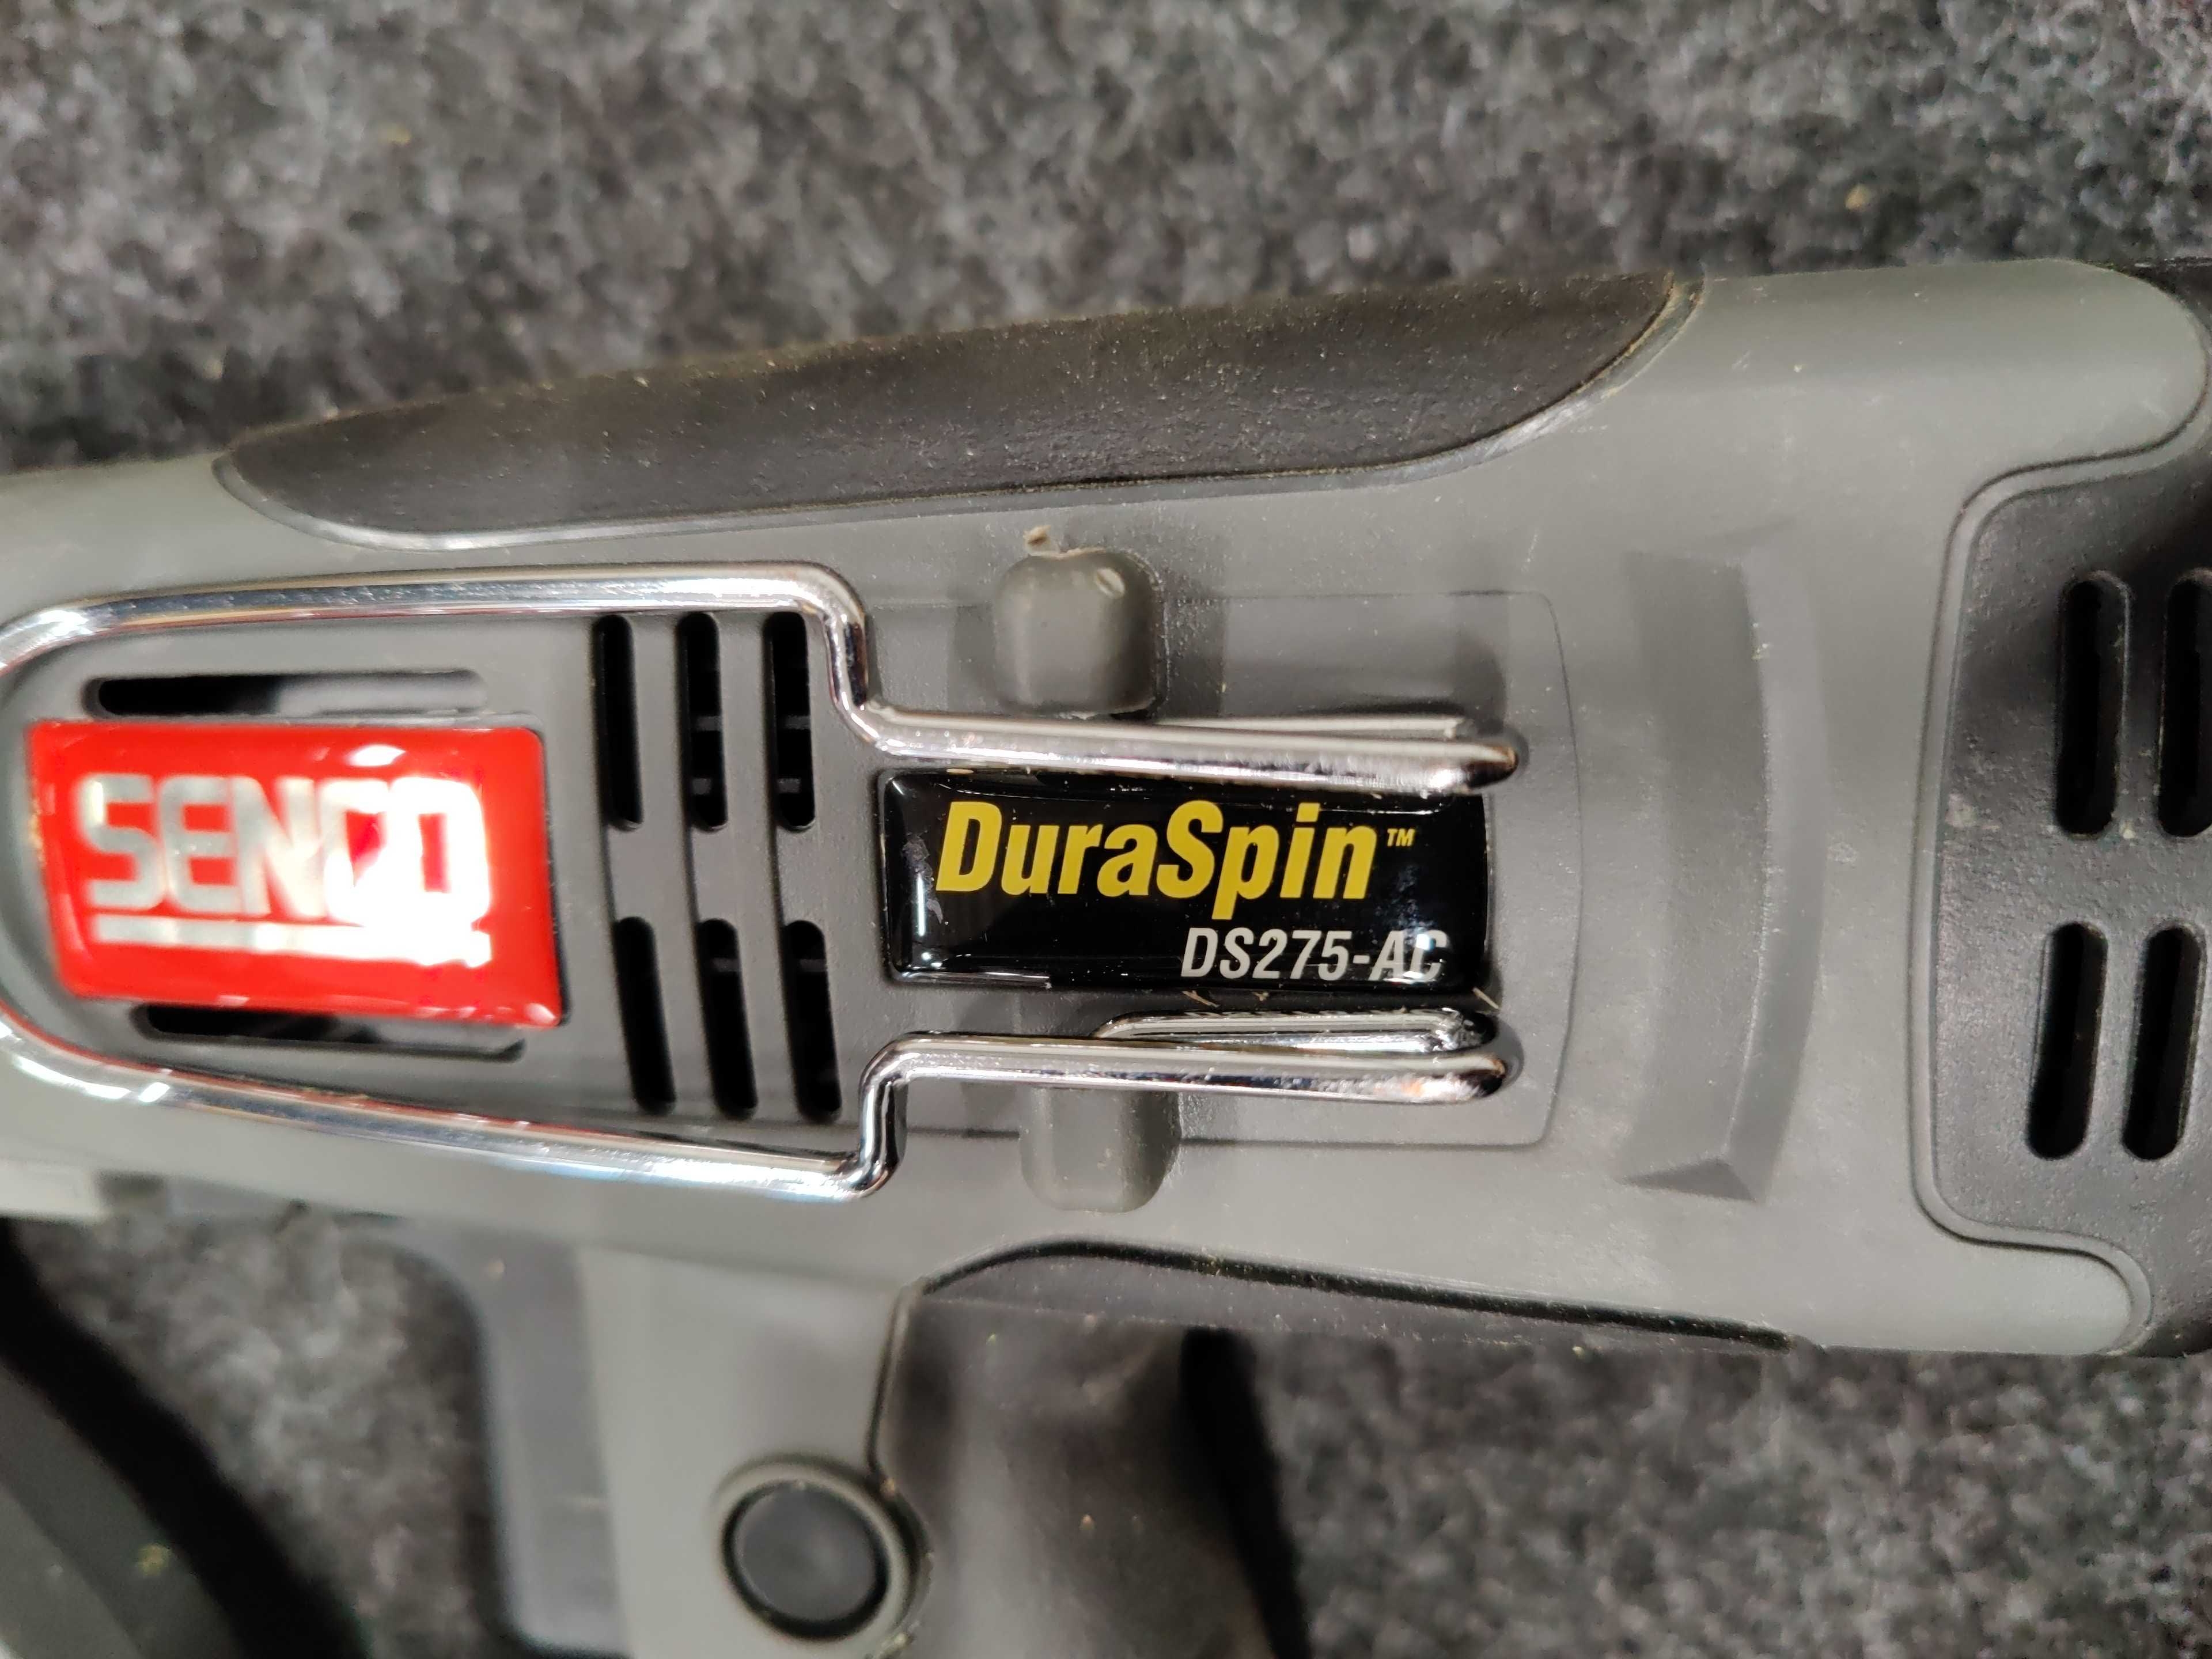 SENCO
DuraSpin™
DS275-AC